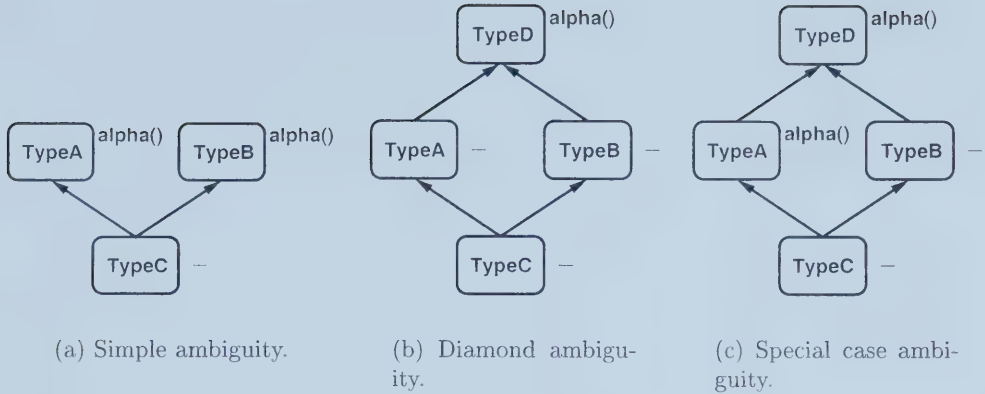 TypeA alpha()
TypeB alpha()
TypeC –
(a) Simple ambiguity.
TypeD alpha()
TypeA –
TypeB –
TypeC –
(b) Diamond ambigu-
ity.
TypeD alpha()
TypeA alpha()
TypeB –
TypeC –
(c) Special case ambi-
guity.